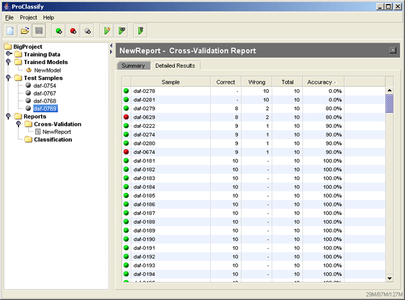 ProClassify
File Project Help
BigProject
Training Data
Trained Models
NewModel
Test Samples
daf-0754
daf-0767
daf-0768
daf-0769
Reports
Cross-Validation
NewReport
Classification
NewReport - Cross-Validation Report
Summary Detailed Results
Sample Correct Wrong Total Accuracy
daf-0278 - 10 10 0.0%
daf-0281 - 10 10 0.0%
daf-0279 8 2 10 80.0%
daf-0629 8 2 10 80.0%
daf-0222 9 1 10 90.0%
daf-0274 9 1 10 90.0%
daf-0280 9 1 10 90.0%
daf-0674 9 1 10 90.0%
daf-0181 10 - 10 100.0%
daf-0182 10 - 10 100.0%
daf-0183 10 - 10 100.0%
daf-0184 10 - 10 100.0%
daf-0185 10 - 10 100.0%
daf-0186 10 - 10 100.0%
daf-0187 10 - 10 100.0%
daf-0188 10 - 10 100.0%
daf-0189 10 - 10 100.0%
daf-0190 10 - 10 100.0%
daf-0191 10 - 10 100.0%
daf-0192 10 - 10 100.0%
daf-0193 10 - 10 100.0%
daf-0194 10 - 10 100.0%
29M/87M/127M